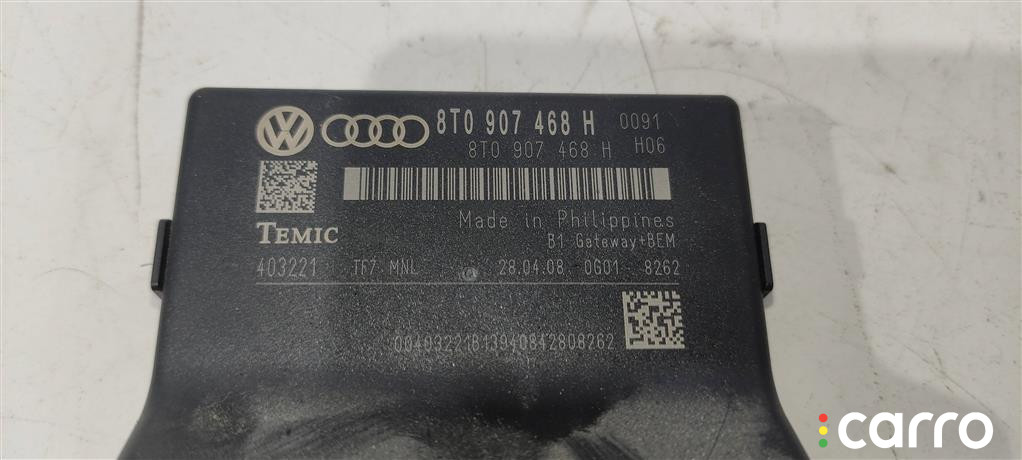 8T0 907 468 H 0091
8T0 907 468 H H06
Made in Philippines
TEMIC
B1 Gateway+BEM
403221 TF7 MNL 28.04.08 0G01 8262
00403221813940842808262
carro